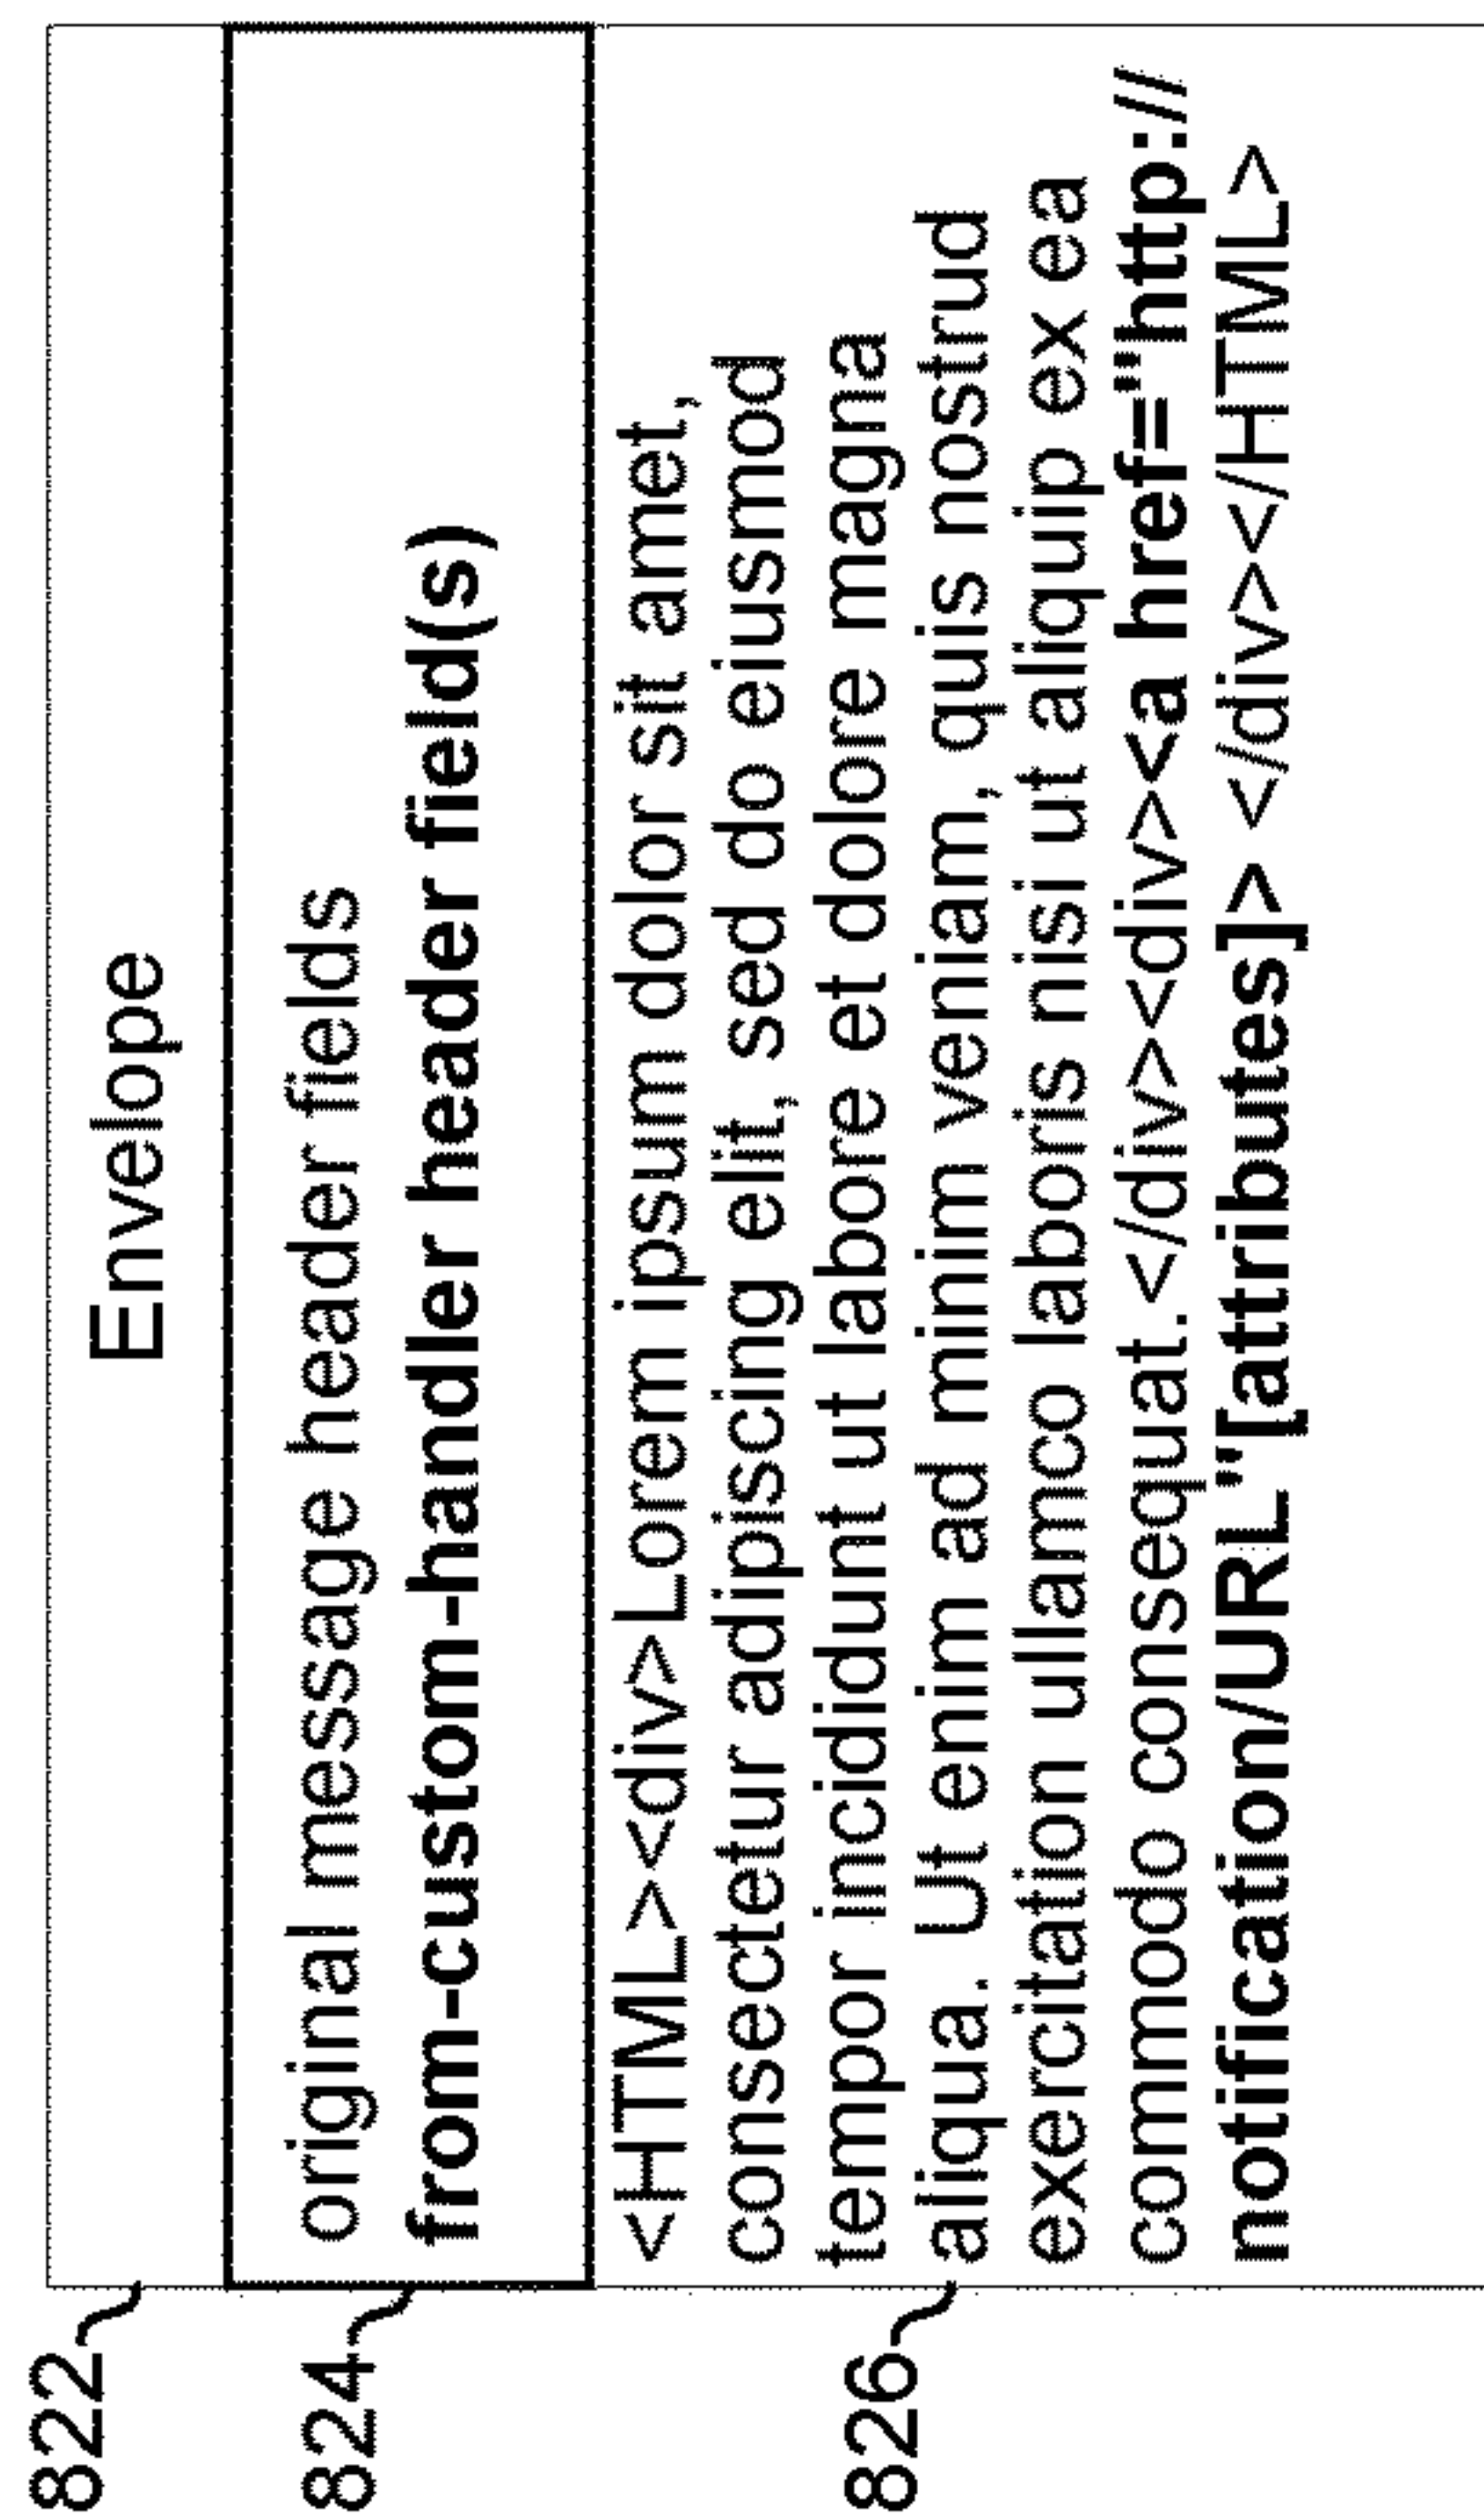 822
Envelope
824
original message header fields
from-custom-handler header field(s)
826
<HTML><div>Lorem ipsum dolor sit amet,
consectetur adipiscing elit, sed do eiusmod
tempor incididunt ut labore et dolore magna
aliqua. Ut enim ad minim veniam, quis nostrud
exercitation ullamco laboris nisi ut aliquip ex ea
commodo consequat.</div><div><a href="http://
notification/URL"[attributes]> </div></HTML>